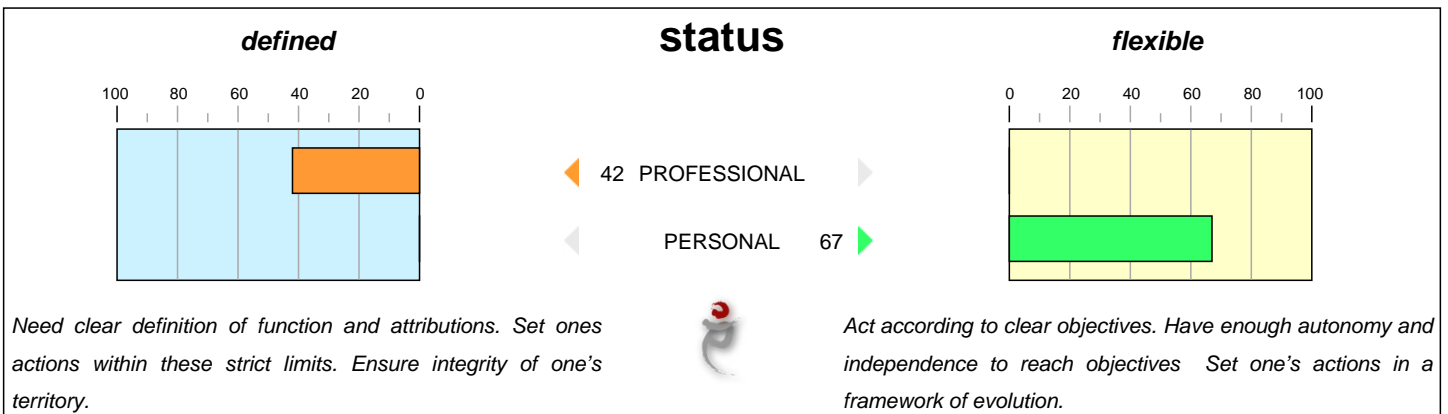 defined status flexible
100 80 60 40 20 0
0 20 40 60 80 100
42 PROFESSIONAL
PERSONAL 67
Need clear definition of function and attributions. Set ones
actions within these strict limits. Ensure integrity of one's
territory.
Act according to clear objectives. Have enough autonomy and
independence to reach objectives Set one's actions in a
framework of evolution.